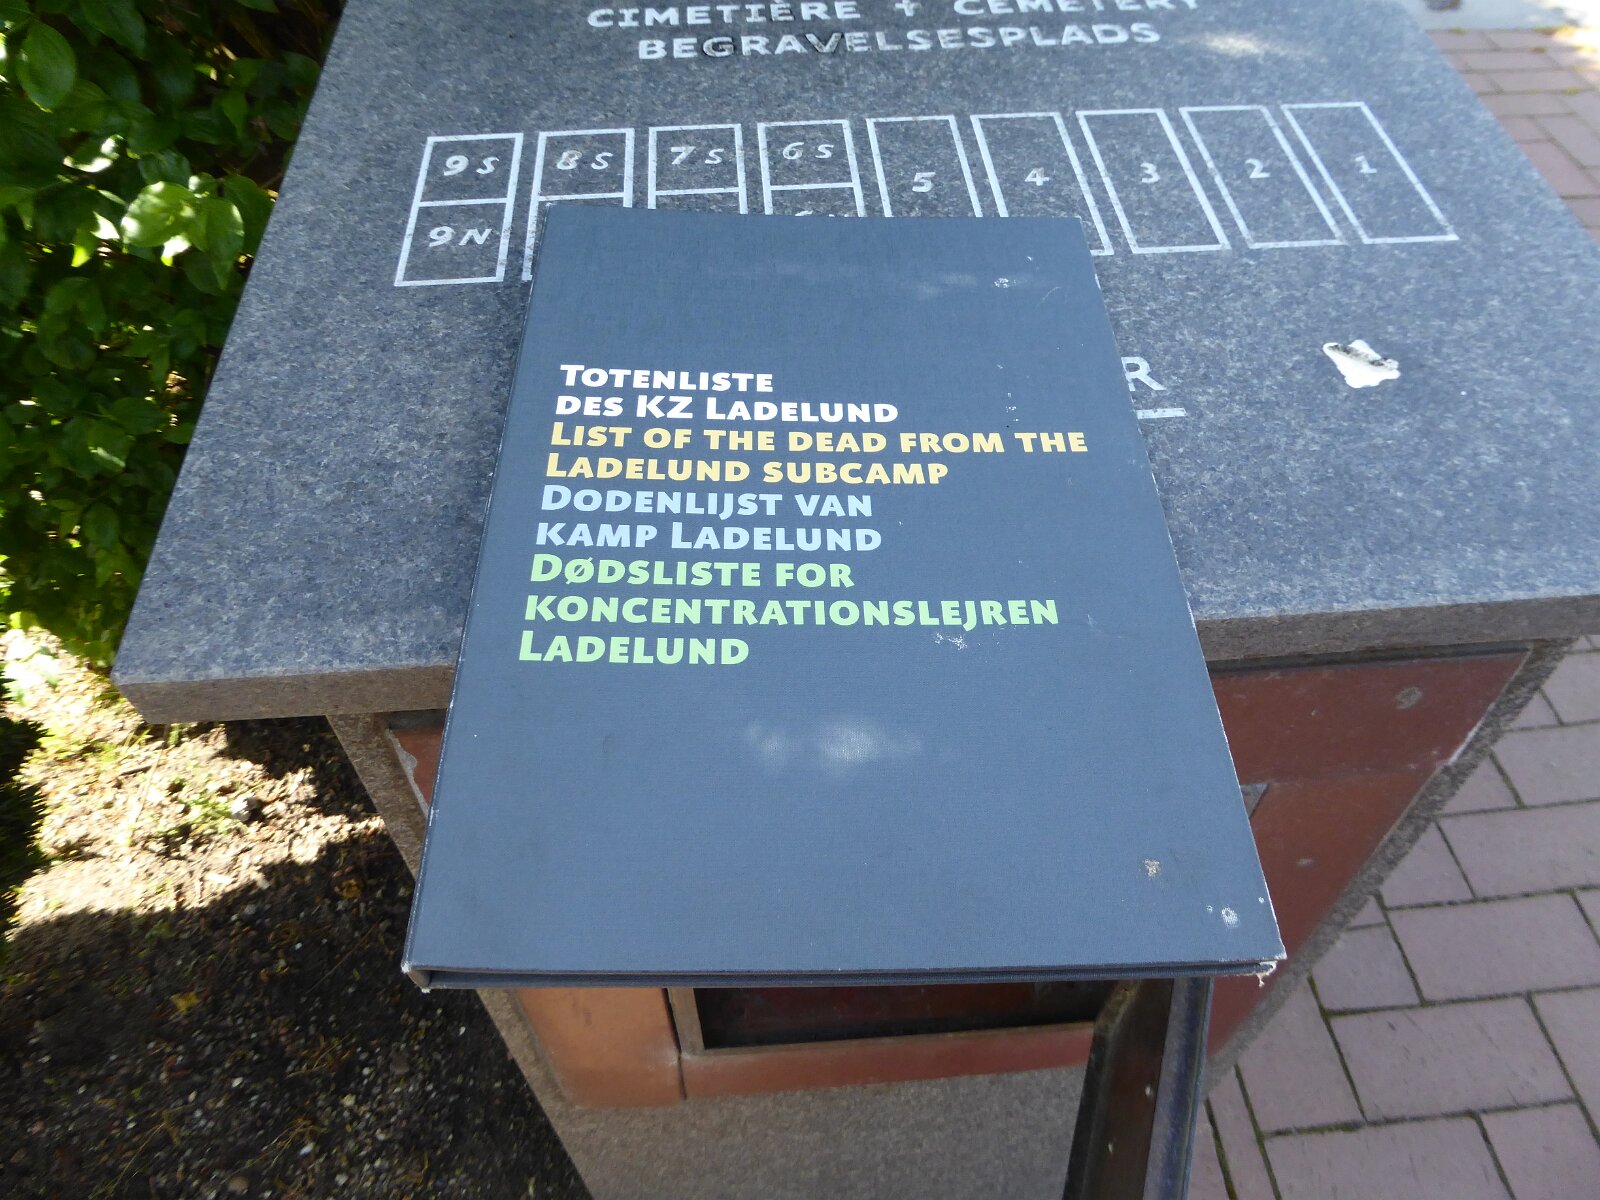 CIMETIÈRE + CEMETERY
BEGRAVELSESPLADS
9S 8S 7S 6S 5 4 3 2 1
9N
R
TOTENLISTE
DES KZ LADELUND
LIST OF THE DEAD FROM THE
LADELUND SUBCAMP
DODENLIJST VAN
KAMP LADELUND
DØDSLISTE FOR
KONCENTRATIONSLEJREN
LADELUND